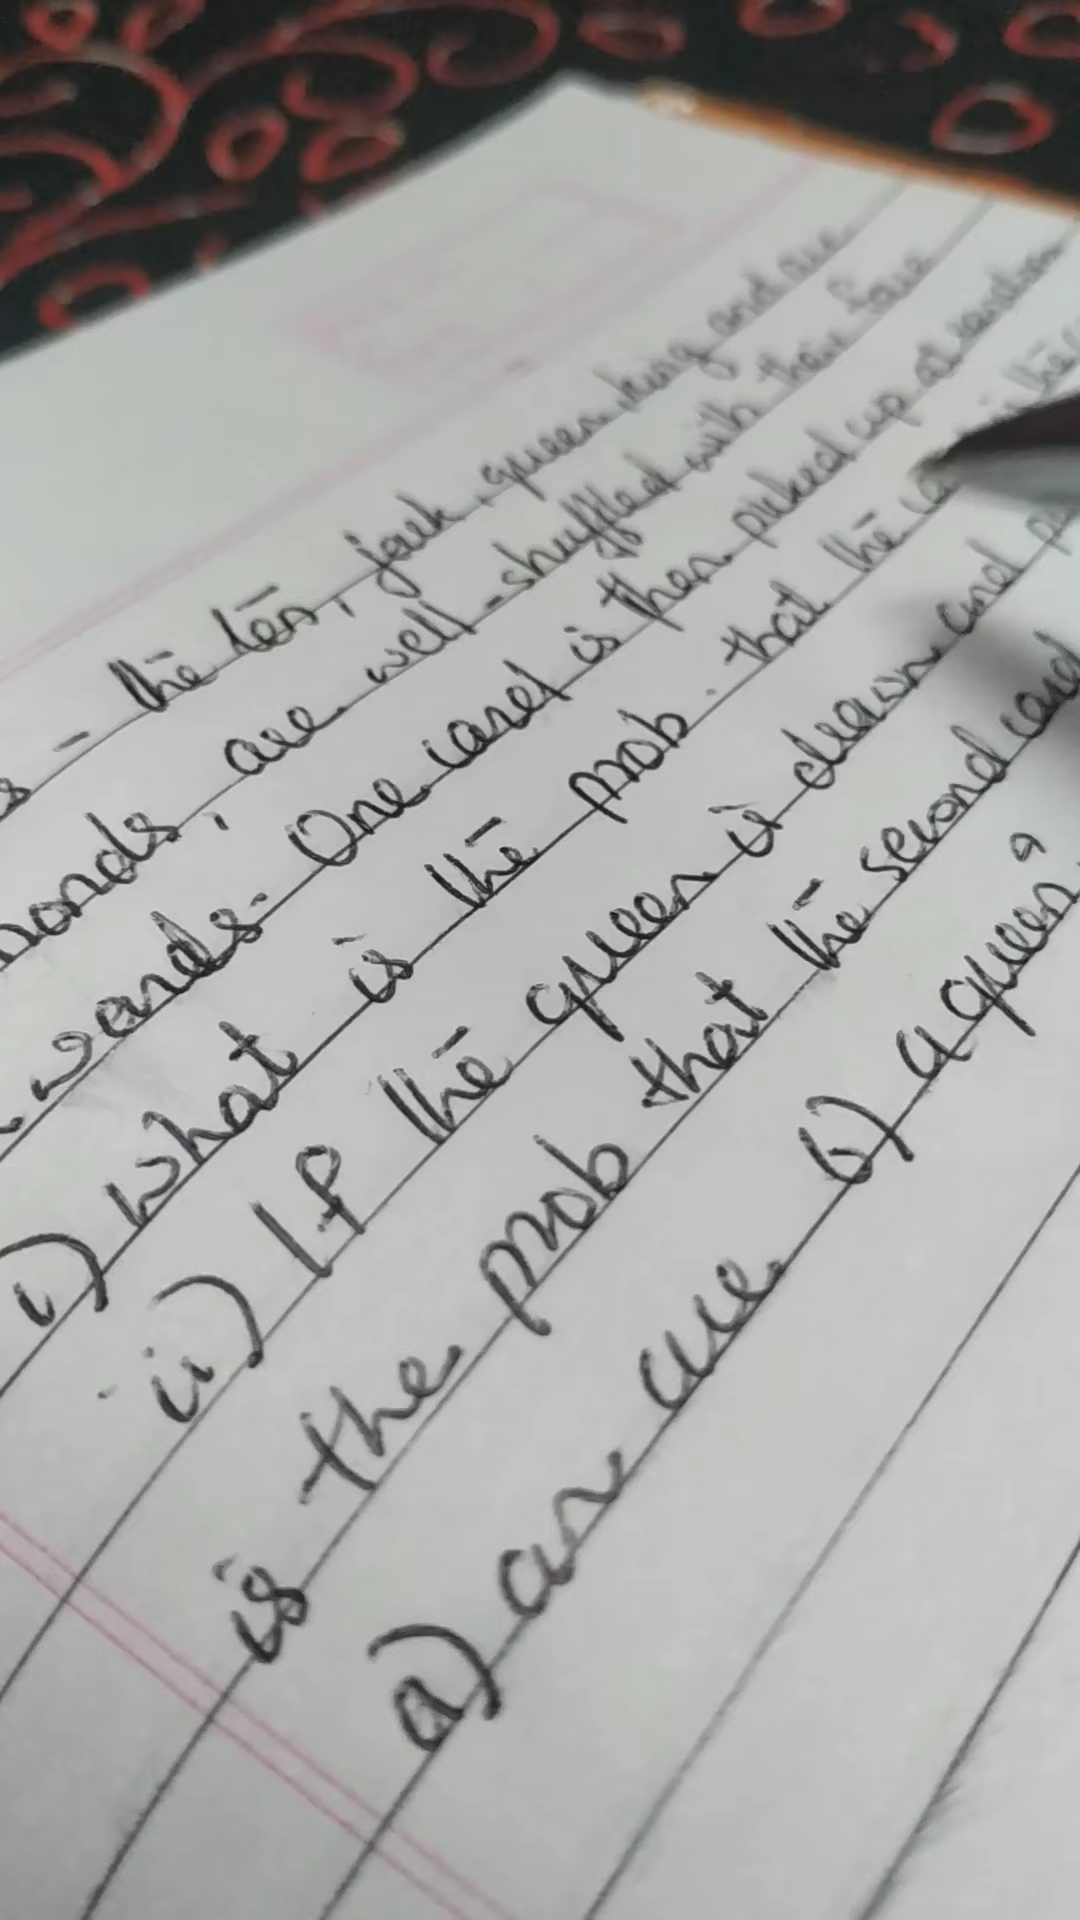 - the ten, jack, queen, king and ace
onds, are well-shuffled with their face
wards. One card is then picked up at random
i) What is the prob. that the
ii) If the queen is drawn and p
is the prob that the second card
a) an ace b) a queen?